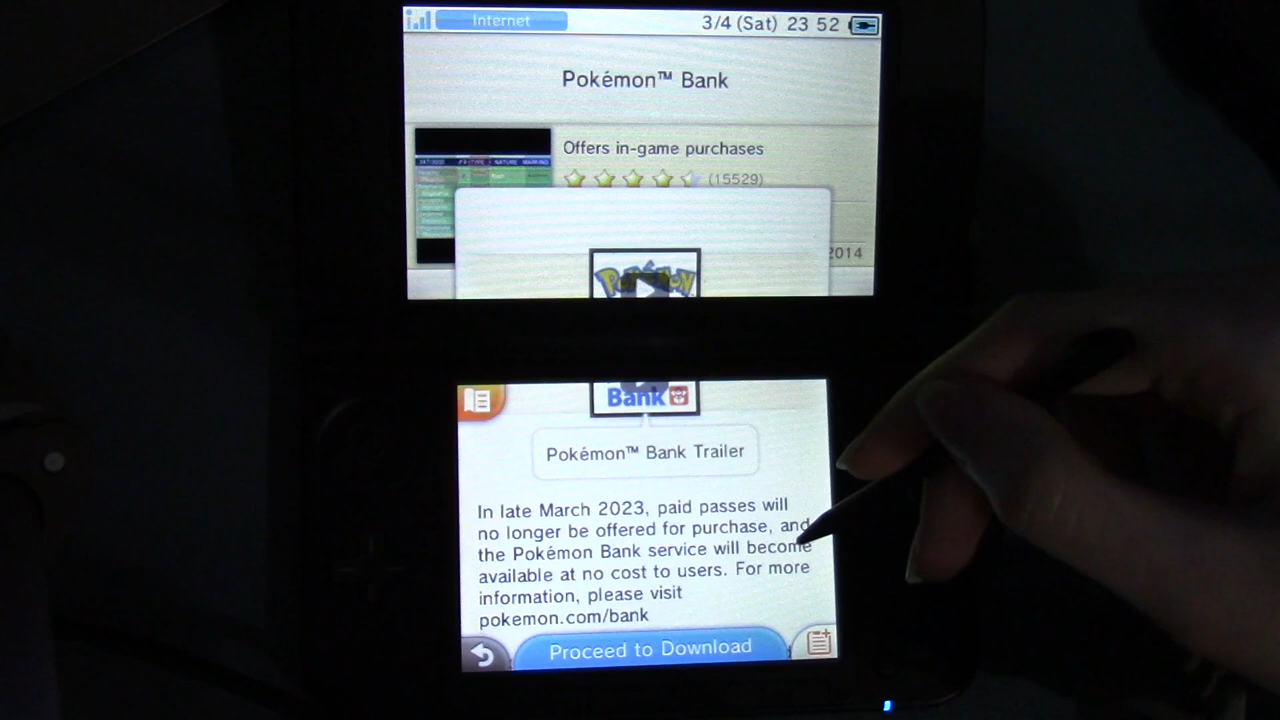 Internet
3/4 (Sat) 23 52
Pokémon™ Bank
Offers in-game purchases
(15529)
2014
POKéMON
Bank
Pokémon™ Bank Trailer
In late March 2023, paid passes will
no longer be offered for purchase, and
the Pokémon Bank service will become
available at no cost to users. For more
information, please visit
pokemon.com/bank
Proceed to Download